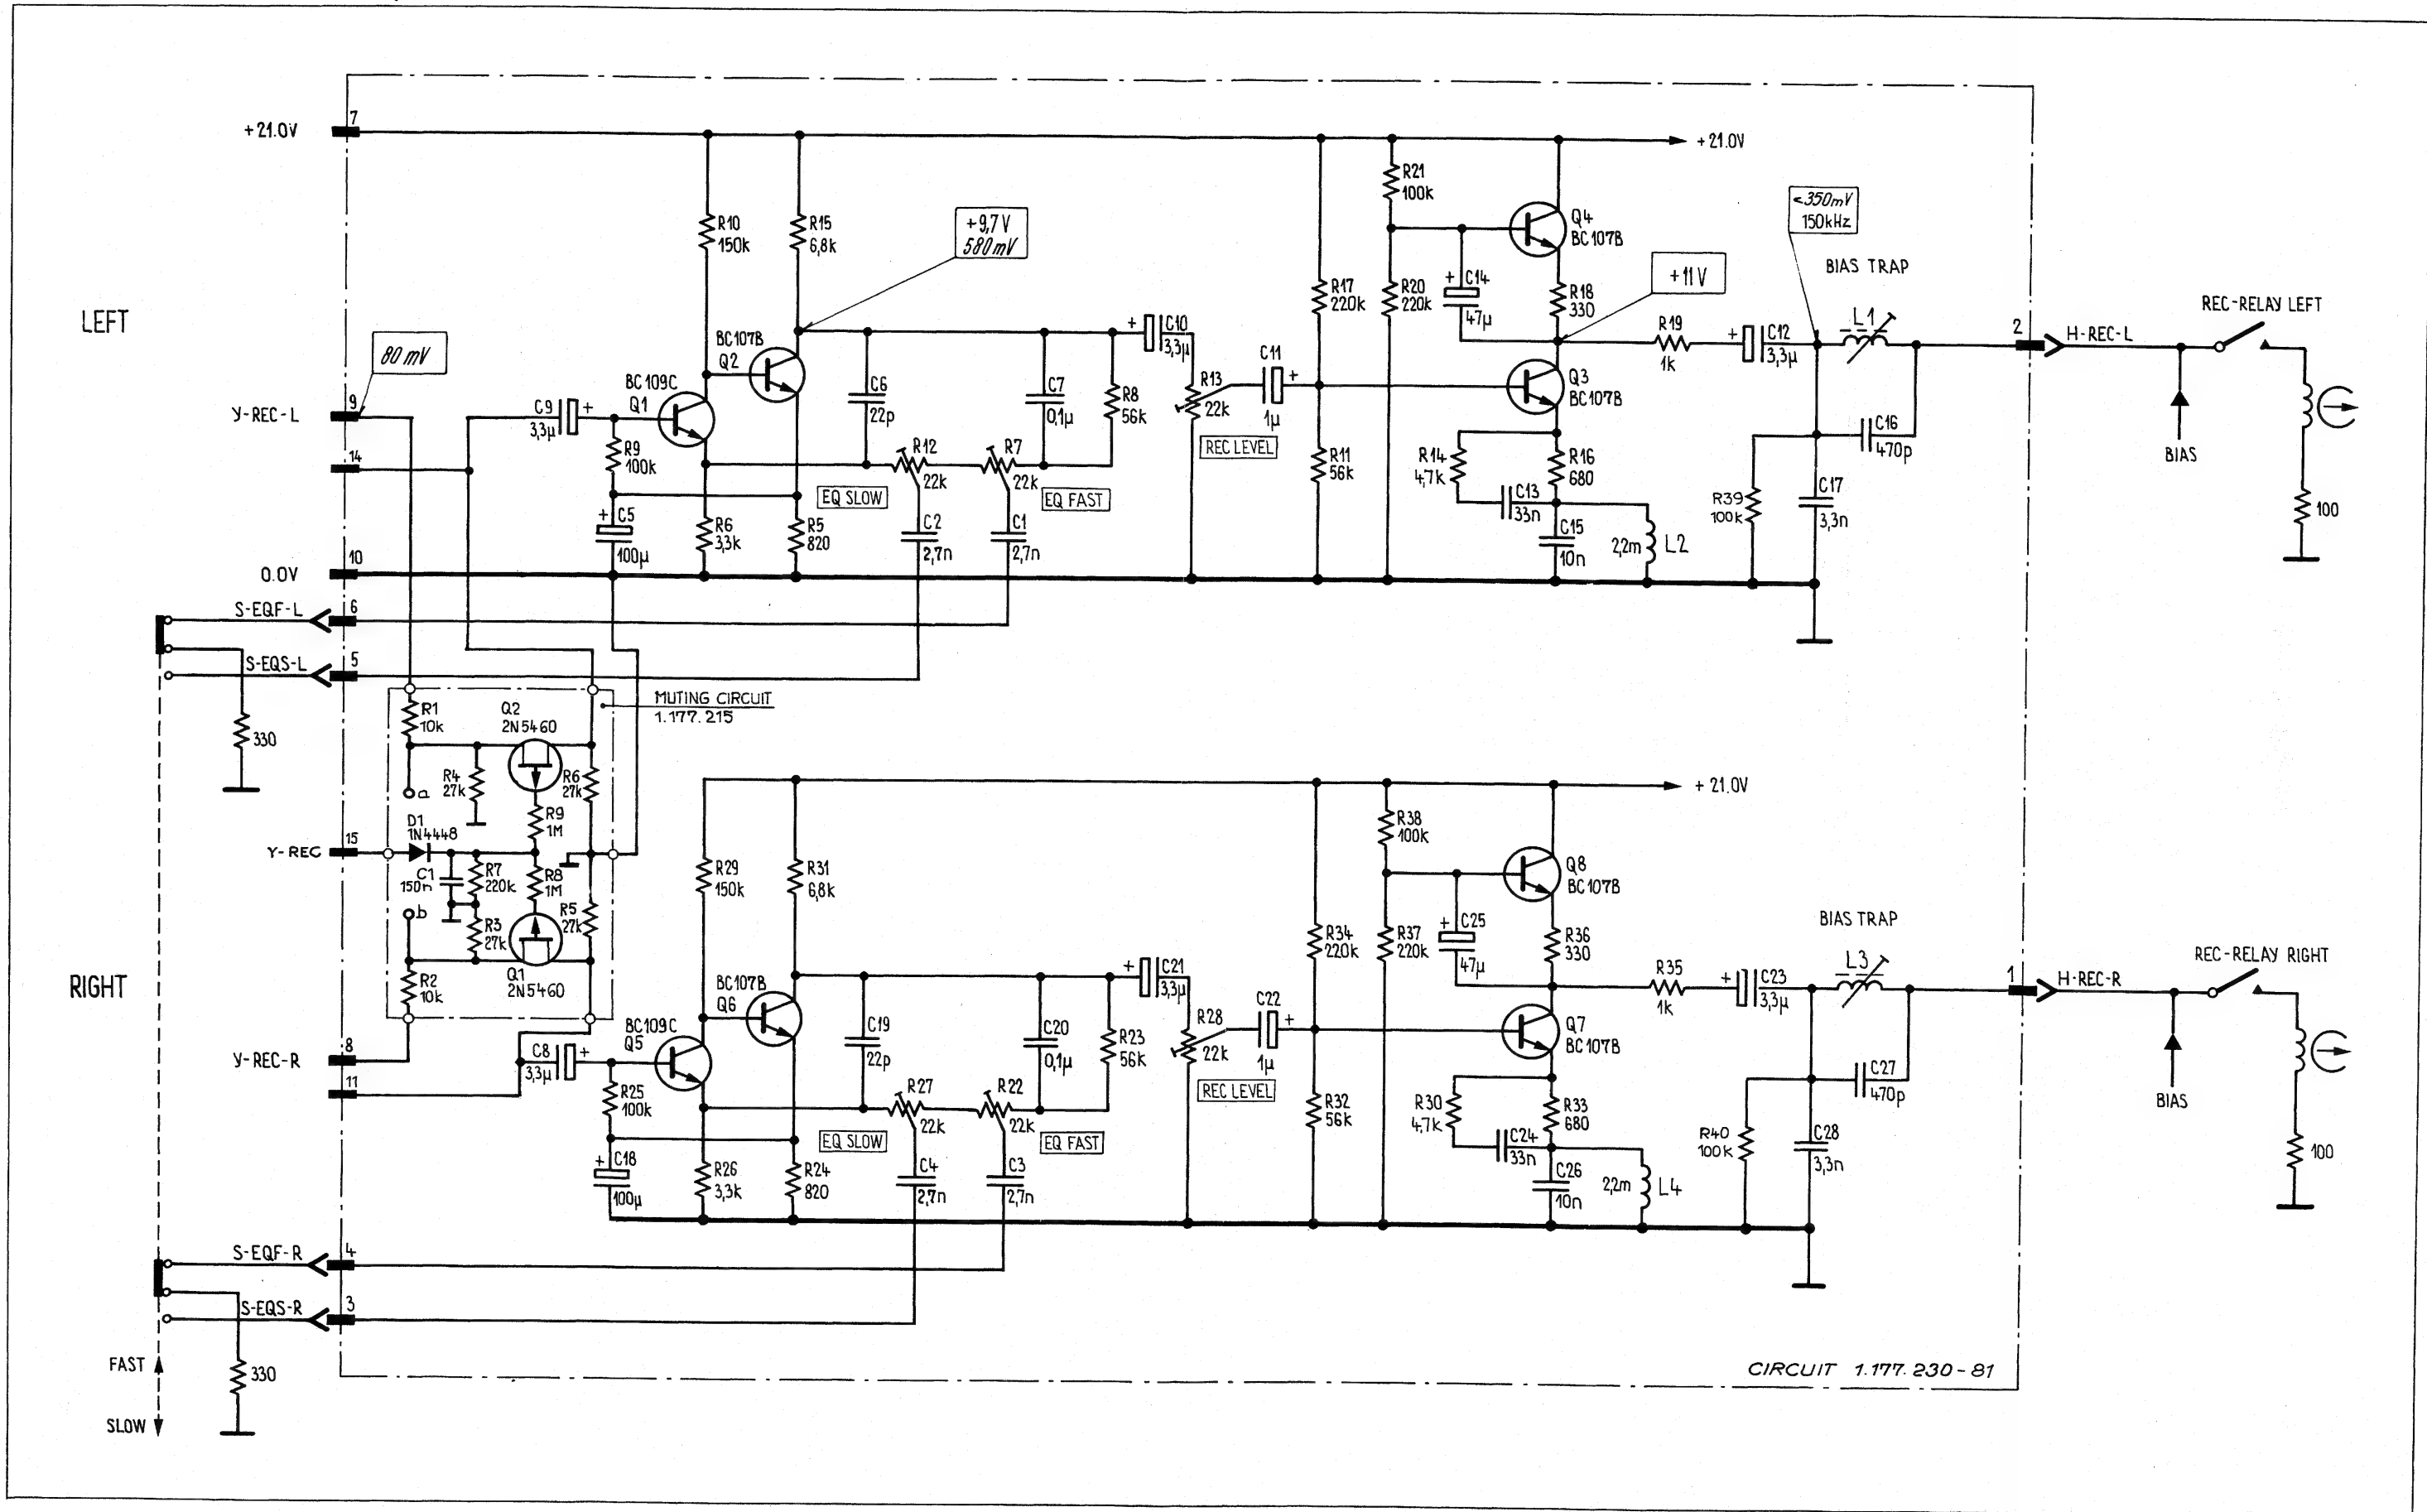 +21.0V
7
+21.0V
R10
150k
R15
6,8k
+9,7V
580mV
R21
100k
Q4
BC107B
<350mV
150kHz
BIAS TRAP
+11V
LEFT
80 mV
Y-REC-L
9
14
C9
+
3,3µ
BC109C
Q1
R9
100k
BC107B
Q2
C6
22p
C7
0,1µ
R8
56k
+
C10
3,3µ
R13
22k
REC LEVEL
C11
+
1µ
R17
220k
R20
220k
+
C14
47µ
R18
330
R19
1k
+
C12
3,3µ
L1
2
H-REC-L
REC-RELAY LEFT
Q3
BC107B
R12
22k
R7
22k
EQ SLOW
EQ FAST
R11
56k
R14
4,7k
R16
680
C13
33n
C15
10n
2,2m
L2
R39
100k
C16
470p
C17
3,3n
BIAS
100
+
C5
100µ
R6
3,3k
R5
820
C2
2,7n
C1
2,7n
0.0V
10
S-EQF-L
6
S-EQS-L
5
330
MUTING CIRCUIT
1.177.215
R1
10k
Q2
2N5460
R4
27k
R6
27k
a
R9
1M
D1
1N4448
Y-REC
15
C1
150n
R7
220k
R8
1M
b
R3
27k
R5
27k
R2
10k
Q1
2N5460
RIGHT
Y-REC-R
8
11
+21.0V
R29
150k
R31
6,8k
R38
100k
Q8
BC107B
BIAS TRAP
C8
+
3,3µ
BC109C
Q5
R25
100k
BC107B
Q6
C19
22p
C20
0,1µ
R23
56k
+
C21
3,3µ
R28
22k
REC LEVEL
C22
+
1µ
R34
220k
R37
220k
+
C25
47µ
R36
330
R35
1k
+
C23
3,3µ
L3
1
H-REC-R
REC-RELAY RIGHT
Q7
BC107B
R27
22k
R22
22k
EQ SLOW
EQ FAST
R32
56k
R30
4,7k
R33
680
C24
33n
C26
10n
2,2m
L4
R40
100k
C27
470p
C28
3,3n
BIAS
100
+
C18
100µ
R26
3,3k
R24
820
C4
2,7n
C3
2,7n
S-EQF-R
4
S-EQS-R
3
330
FAST
SLOW
CIRCUIT 1.177.230-81